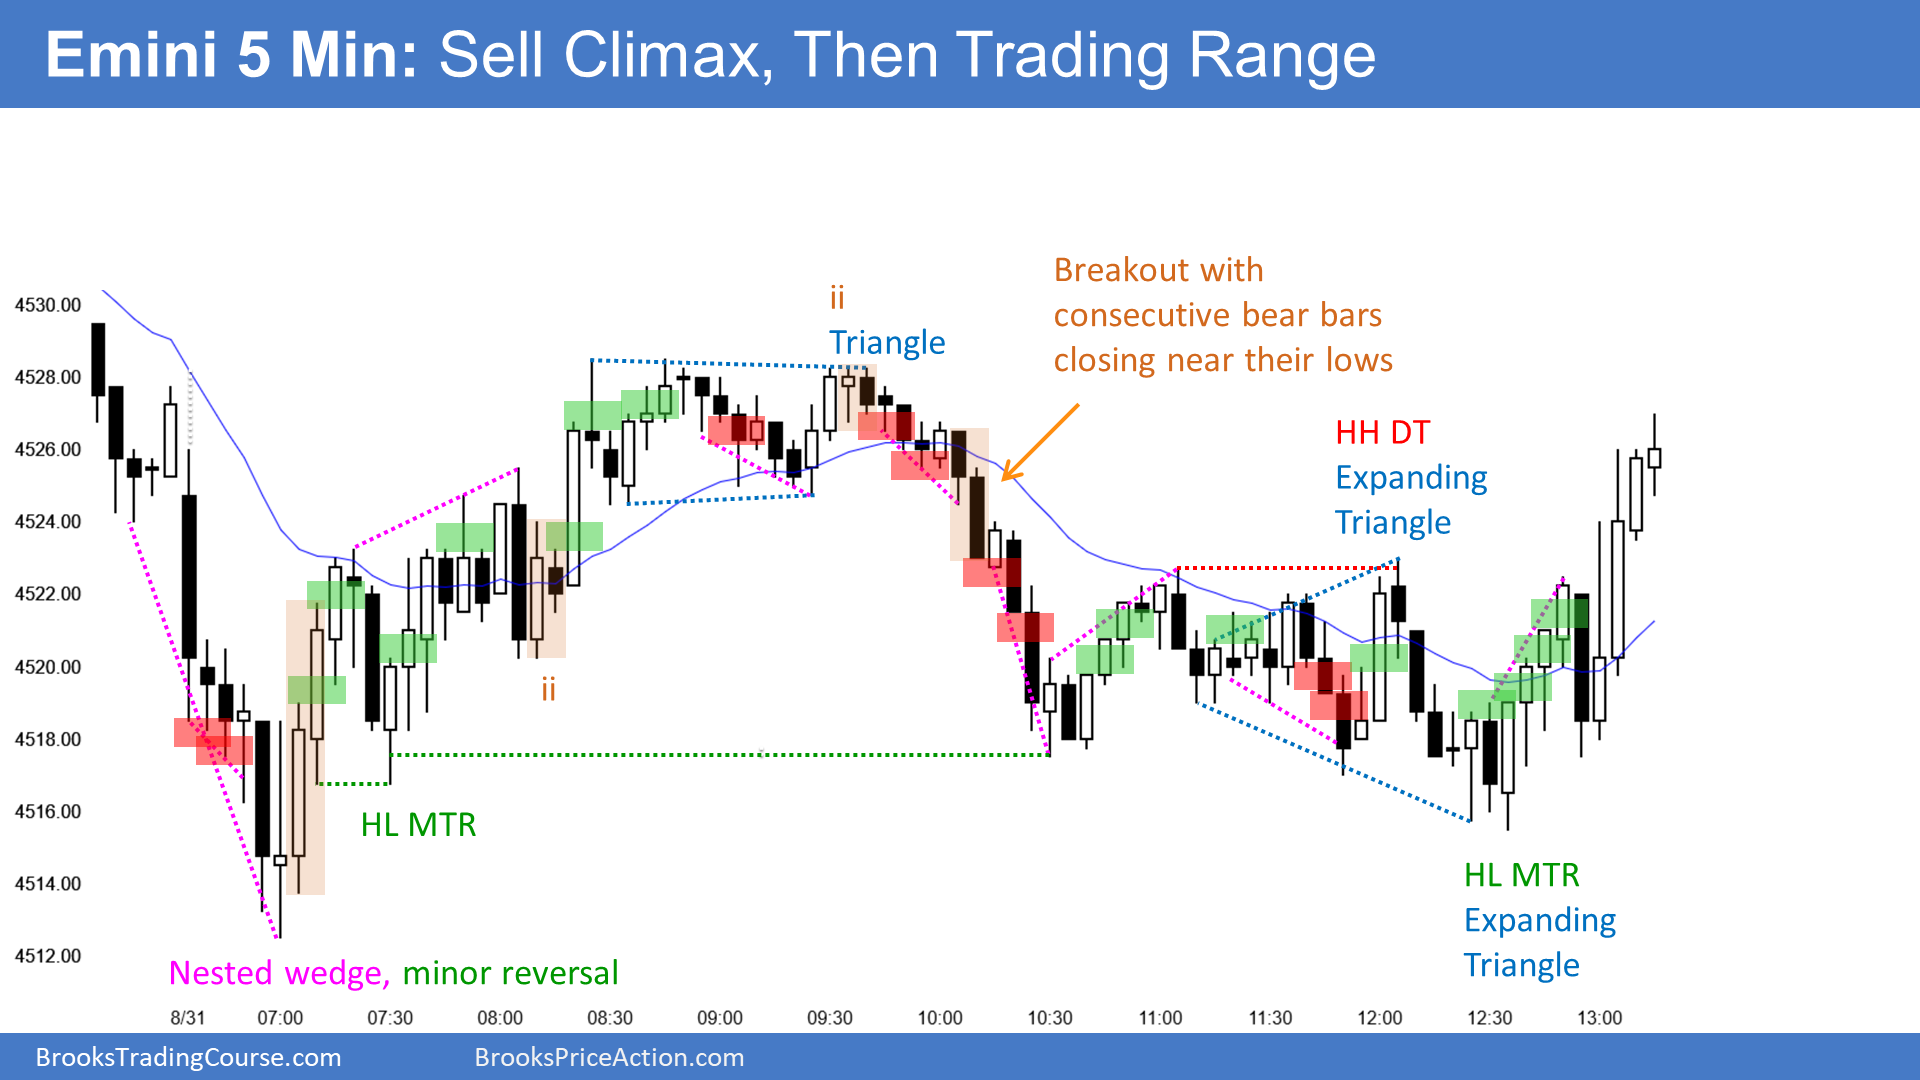 Emini 5 Min: Sell Climax, Then Trading Range
Breakout with
consecutive bear bars
closing near their lows
ii
Triangle
4530.00
4528.00
4526.00
4524.00
4522.00
4520.00
4518.00
4516.00
4514.00
4512.00
HH DT
Expanding
Triangle
ii
HL MTR
HL MTR
Expanding
Triangle
Nested wedge, minor reversal
8/31 07:00 07:30 08:00 08:30 09:00 09:30 10:00 10:30 11:00 11:30 12:00 12:30 13:00
BrooksTradingCourse.com BrooksPriceAction.com